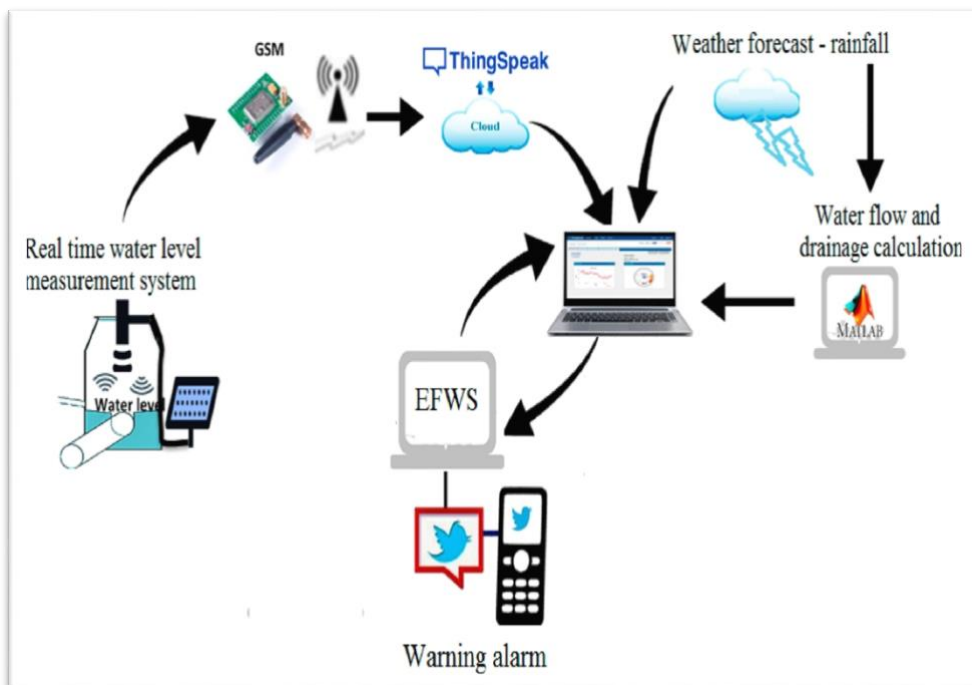 GSM
ThingSpeak
Cloud
Weather forecast - rainfall
Real time water level
measurement system
Water level
Water flow and
drainage calculation
MATLAB
EFWS
Warning alarm